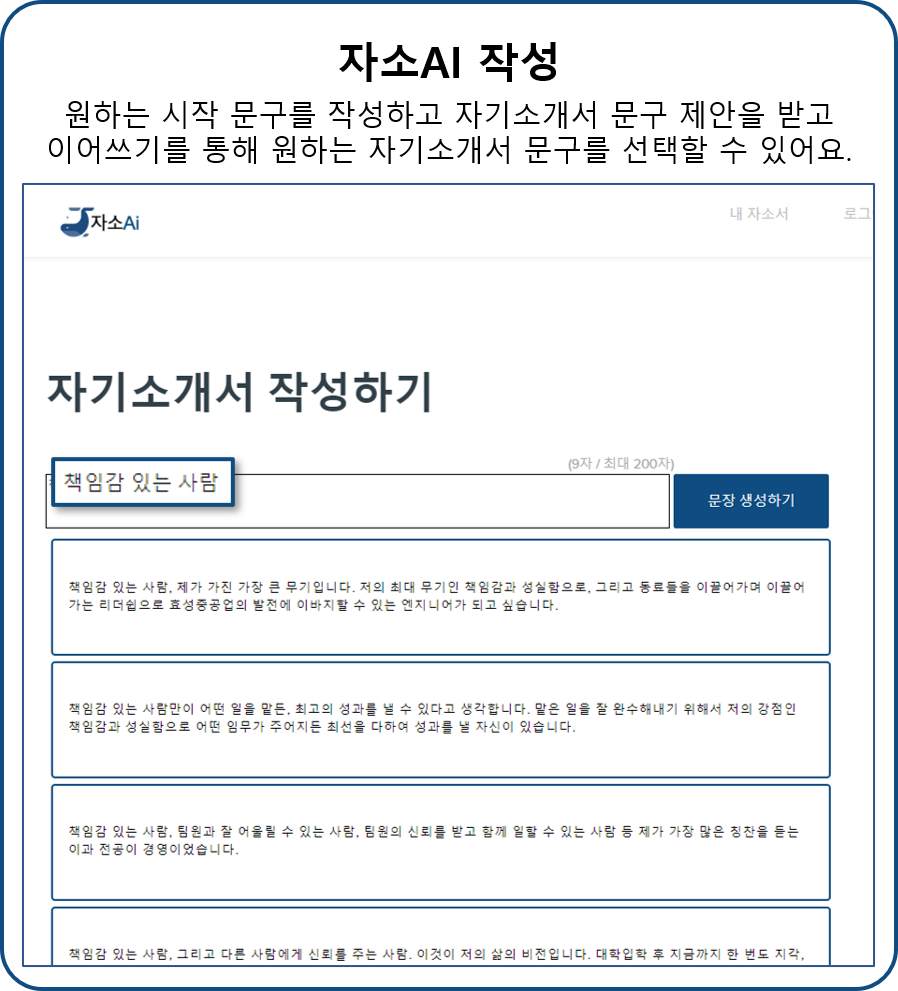 자소AI 작성
원하는 시작 문구를 작성하고 자기소개서 문구 제안을 받고
이어쓰기를 통해 원하는 자기소개서 문구를 선택할 수 있어요.
자소Ai
내 자소서
로그
자기소개서 작성하기
(9자 / 최대 200자)
책임감 있는 사람
문장 생성하기
책임감 있는 사람, 제가 가진 가장 큰 무기입니다. 저의 최대 무기인 책임감과 성실함으로, 그리고 동료들을 이끌어가며 이끌어
가는 리더쉽으로 효성중공업의 발전에 이바지할 수 있는 엔지니어가 되고 싶습니다.
책임감 있는 사람만이 어떤 일을 맡든, 최고의 성과를 낼 수 있다고 생각합니다. 맡은 일을 잘 완수해내기 위해서 저의 강점인
책임감과 성실함으로 어떤 임무가 주어지든 최선을 다하여 성과를 낼 자신이 있습니다.
책임감 있는 사람, 팀원과 잘 어울릴 수 있는 사람, 팀원의 신뢰를 받고 함께 일할 수 있는 사람 등 제가 가장 많은 칭찬을 듣는
이과 전공이 경영이었습니다.
책임감 있는 사람, 그리고 다른 사람에게 신뢰를 주는 사람. 이것이 저의 삶의 비전입니다. 대학입학 후 지금까지 한 번도 지각,